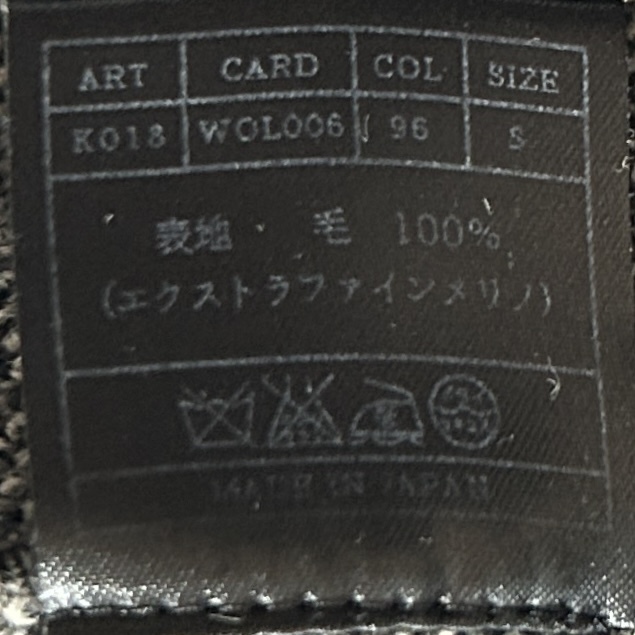 ART CARD COL SIZE
K018 WOL006 96 S
表地 ・ 毛 100%
(エクストラファインメリノ)
MADE IN JAPAN